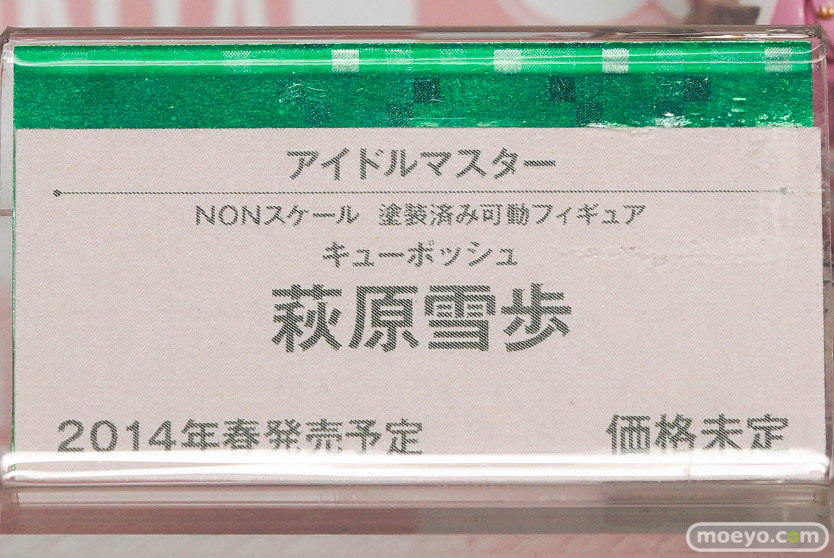 アイドルマスター
NONスケール 塗装済み可動フィギュア
キューポッシュ
萩原雪歩
2014年春発売予定 価格未定
moeyo.com